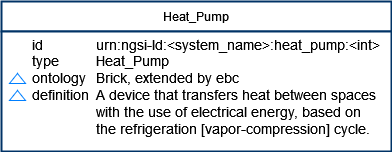 Heat_Pump
id urn:ngsi-ld:<system_name>:heat_pump:<int>
type Heat_Pump
ontology Brick, extended by ebc
definition A device that transfers heat between spaces
with the use of electrical energy, based on
the refrigeration [vapor-compression] cycle.